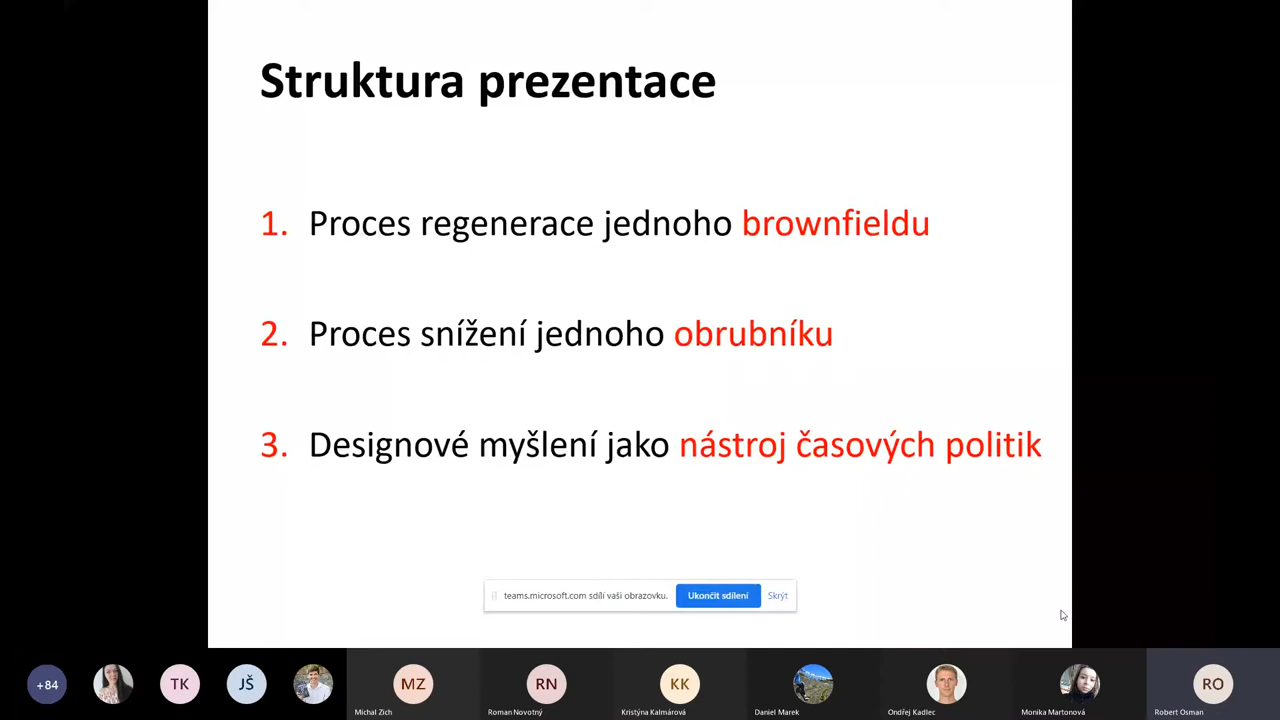 Struktura prezentace
1. Proces regenerace jednoho brownfieldu
2. Proces snížení jednoho obrubníku
3. Designové myšlení jako nástroj časových politik
teams.microsoft.com sdílí vaši obrazovku. Ukončit sdílení Skrýt
+84 TK JŠ MZ RN KK RO
Michal Zich Roman Novotný Kristýna Kalmárová Daniel Marek Ondřej Kadlec Monika Martonová Robert Osman